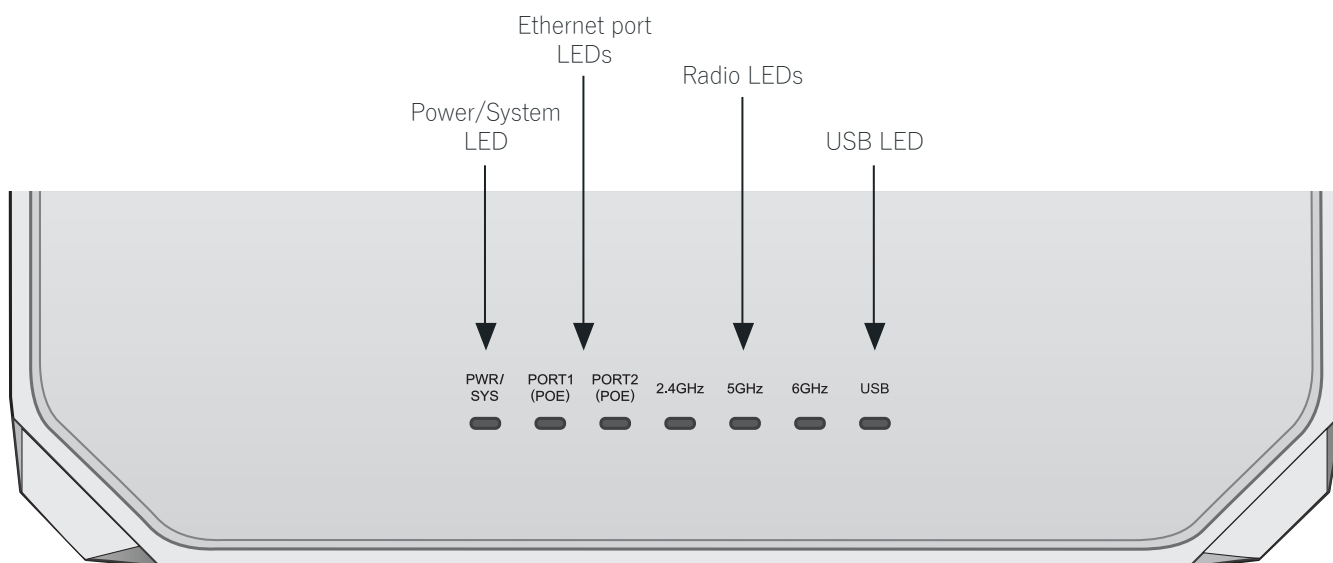 Ethernet port
LEDs
Radio LEDs
Power/System
LED
USB LED
PWR/
SYS
PORT1
(POE)
PORT2
(POE)
2.4GHz
5GHz
6GHz
USB